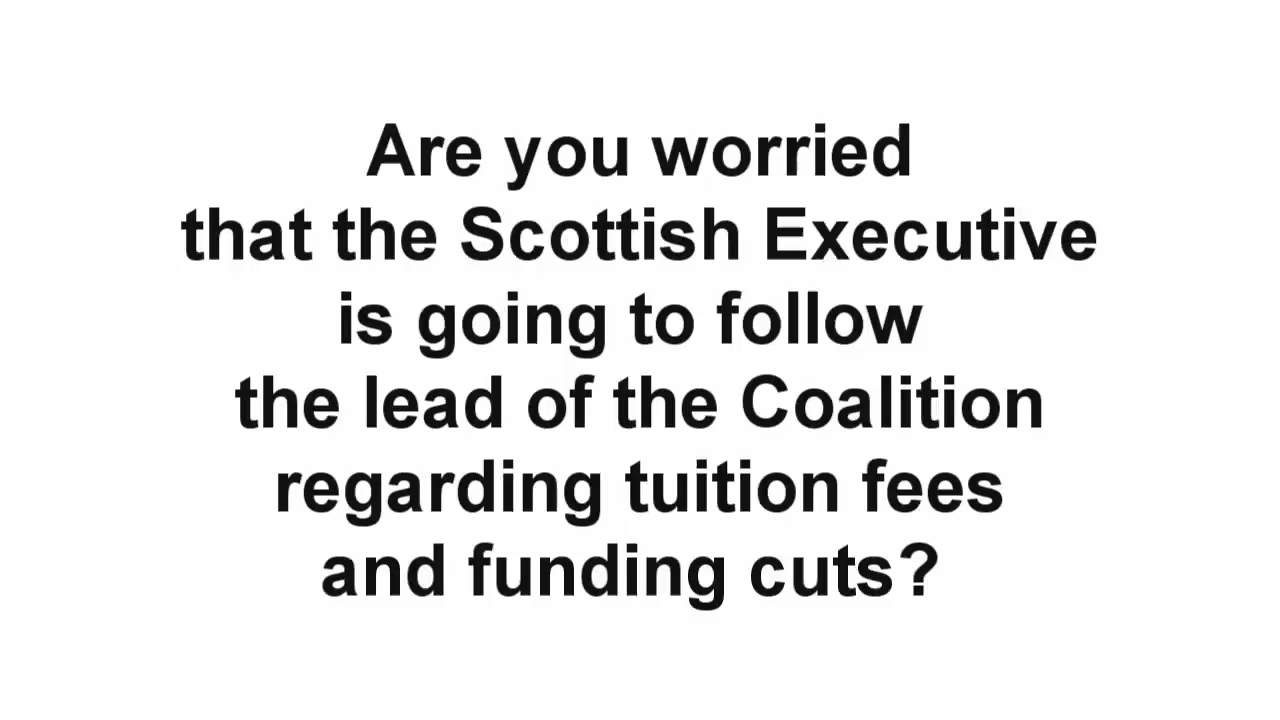 Are you worried
that the Scottish Executive
is going to follow
the lead of the Coalition
regarding tuition fees
and funding cuts?